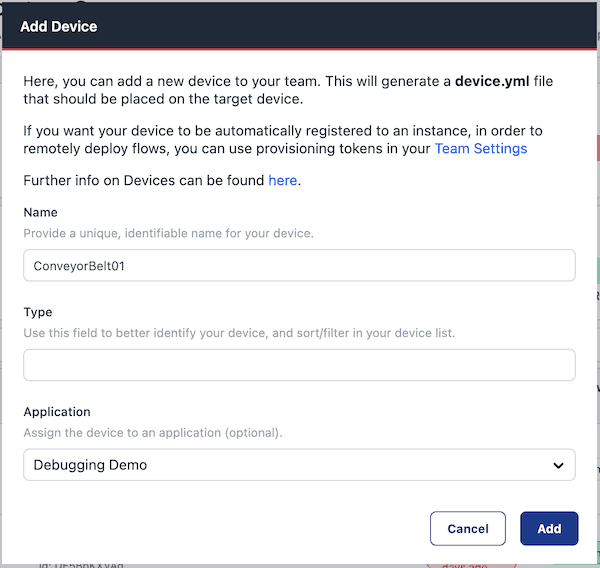 Add Device
Here, you can add a new device to your team. This will generate a device.yml file
that should be placed on the target device.
If you want your device to be automatically registered to an instance, in order to
remotely deploy flows, you can use provisioning tokens in your Team Settings
Further info on Devices can be found here.
Name
Provide a unique, identifiable name for your device.
ConveyorBelt01
Type
Use this field to better identify your device, and sort/filter in your device list.
Application
Assign the device to an application (optional).
Debugging Demo
Cancel
Add